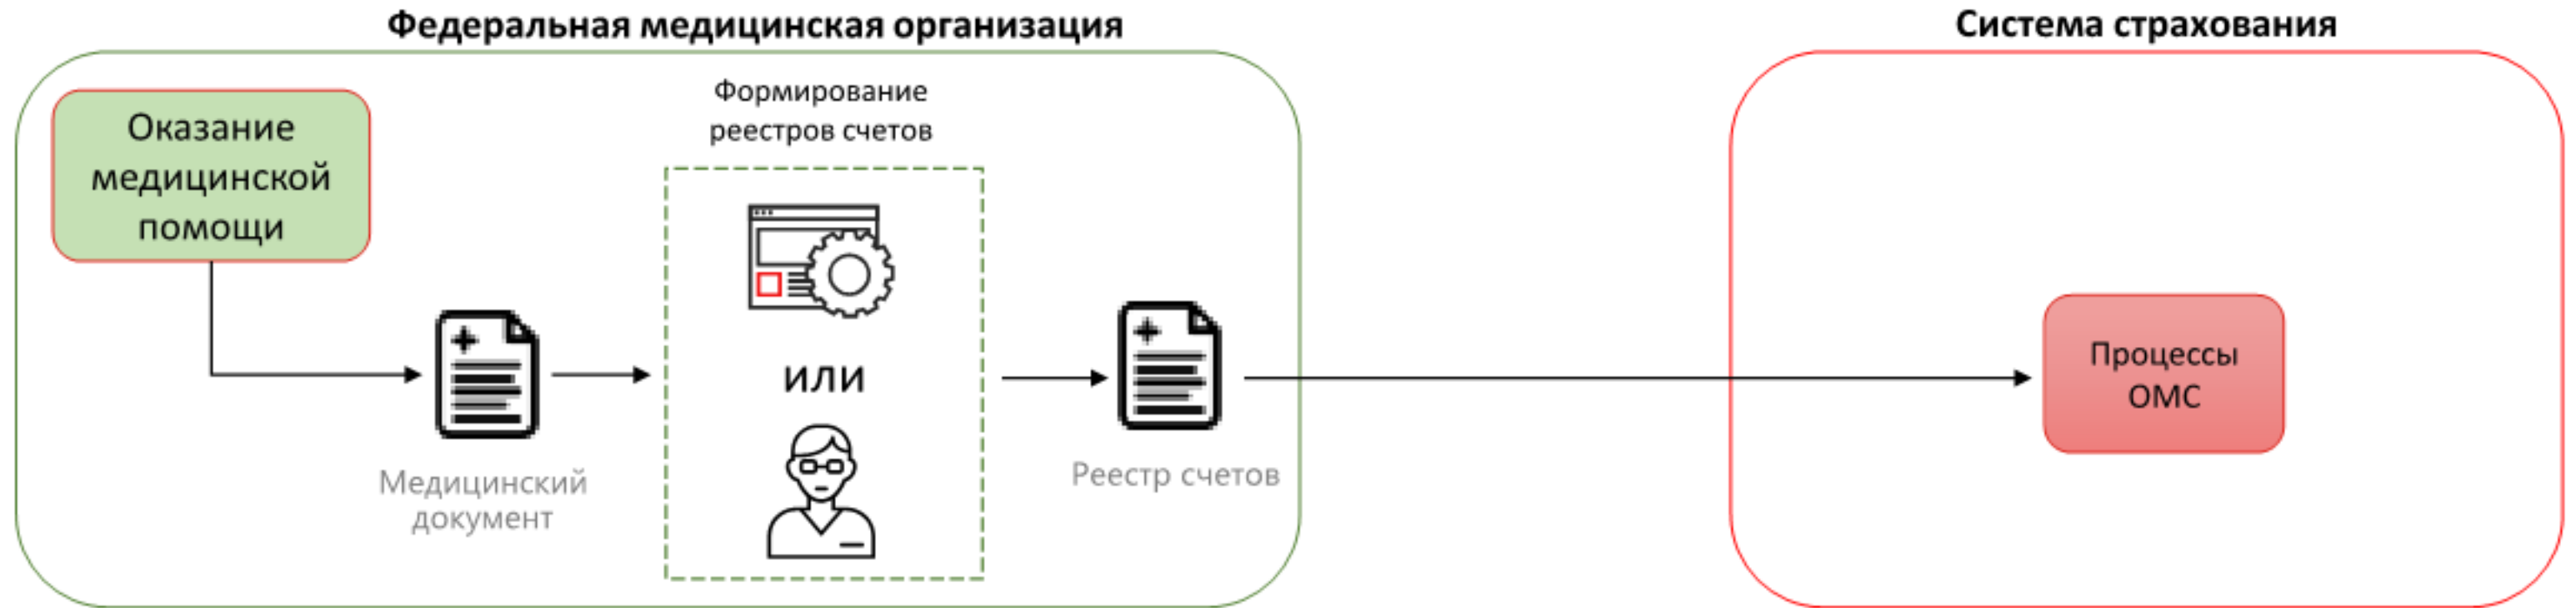 Федеральная медицинская организация
Система страхования
Оказание
медицинской
помощи
Формирование
реестров счетов
или
Медицинский
документ
Реестр счетов
Процессы
ОМС